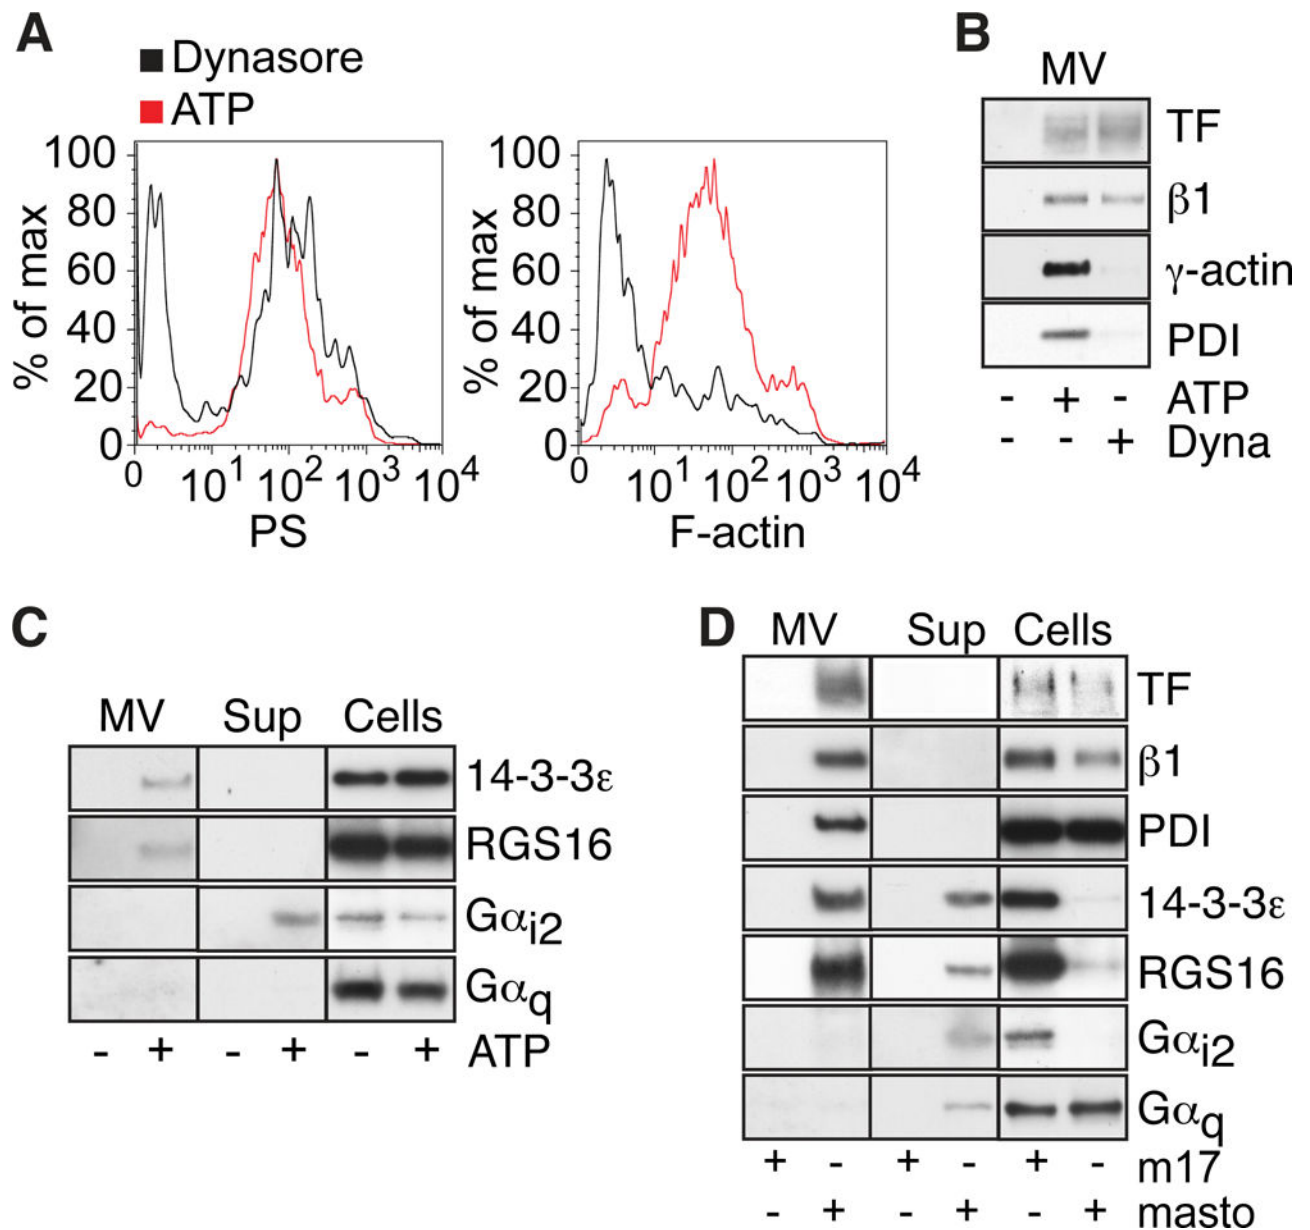 A
Dynasore
ATP
100
80
60
40
20
0
% of max
0 10¹ 10² 10³ 10⁴
PS
100
80
60
40
20
0
% of max
0 10¹ 10² 10³ 10⁴
F-actin
B
MV
TF
β1
γ-actin
PDI
- + - ATP
- - + Dyna
C
MV Sup Cells
14-3-3ε
RGS16
Gαi2
Gαq
- + - + - + ATP
D
MV Sup Cells
TF
β1
PDI
14-3-3ε
RGS16
Gαi2
Gαq
+ - + - + - m17
- + - + - + masto